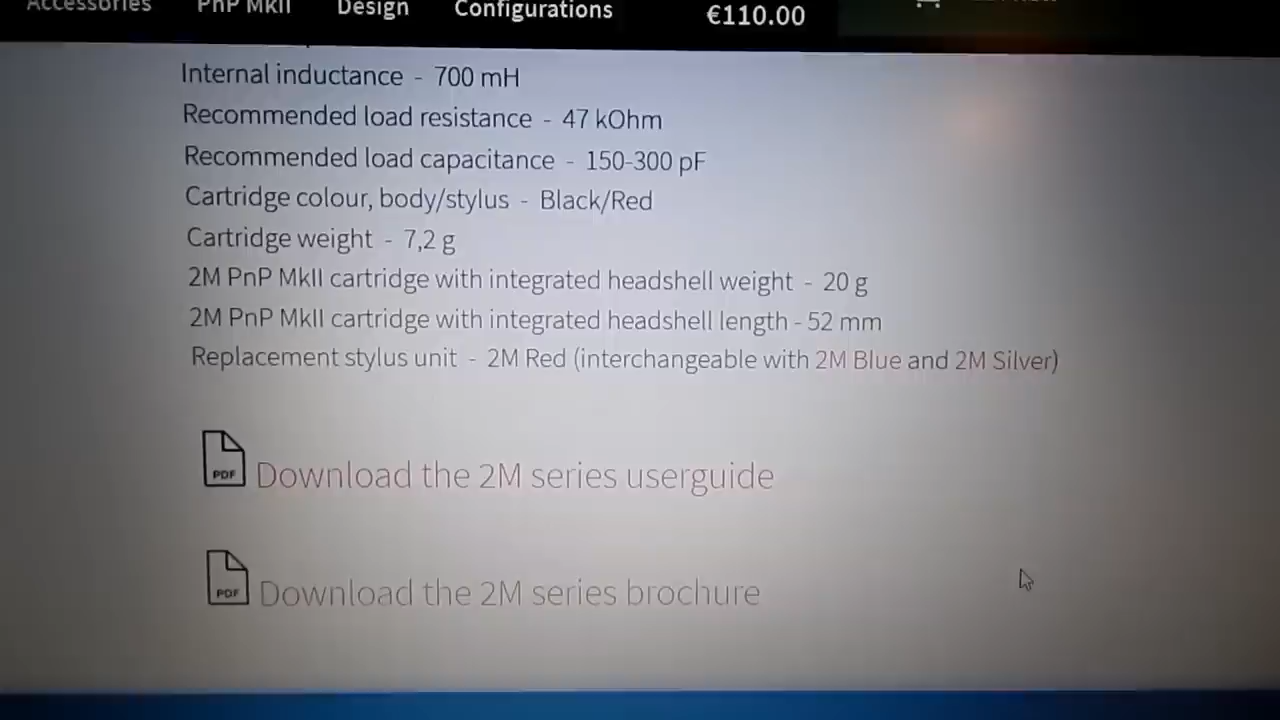 Accessories PnP MkII Design Configurations €110.00
Internal inductance - 700 mH
Recommended load resistance - 47 kOhm
Recommended load capacitance - 150-300 pF
Cartridge colour, body/stylus - Black/Red
Cartridge weight - 7,2 g
2M PnP MkII cartridge with integrated headshell weight - 20 g
2M PnP MkII cartridge with integrated headshell length - 52 mm
Replacement stylus unit - 2M Red (interchangeable with 2M Blue and 2M Silver)
PDF Download the 2M series userguide
PDF Download the 2M series brochure